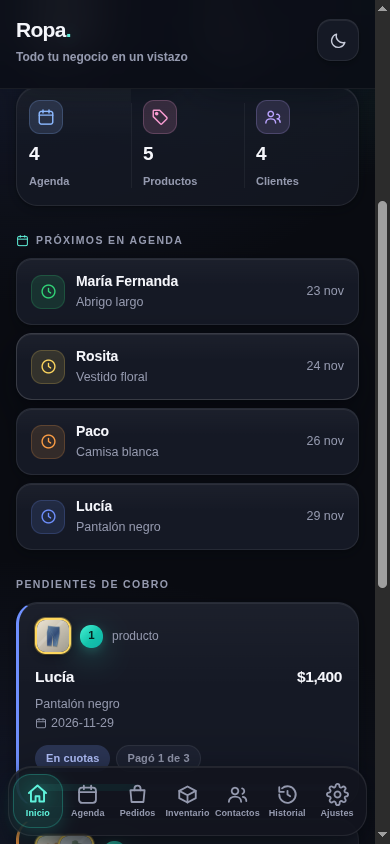 Ropa.
Todo tu negocio en un vistazo
4
5
4
Agenda
Productos
Clientes
PRÓXIMOS EN AGENDA
María Fernanda
Abrigo largo
23 nov
Rosita
Vestido floral
24 nov
Paco
Camisa blanca
26 nov
Lucía
Pantalón negro
29 nov
PENDIENTES DE COBRO
1 producto
Lucía
$1,400
Pantalón negro
2026-11-29
En cuotas
Pagó 1 de 3
Inicio
Agenda
Pedidos
Inventario
Contactos
Historial
Ajustes